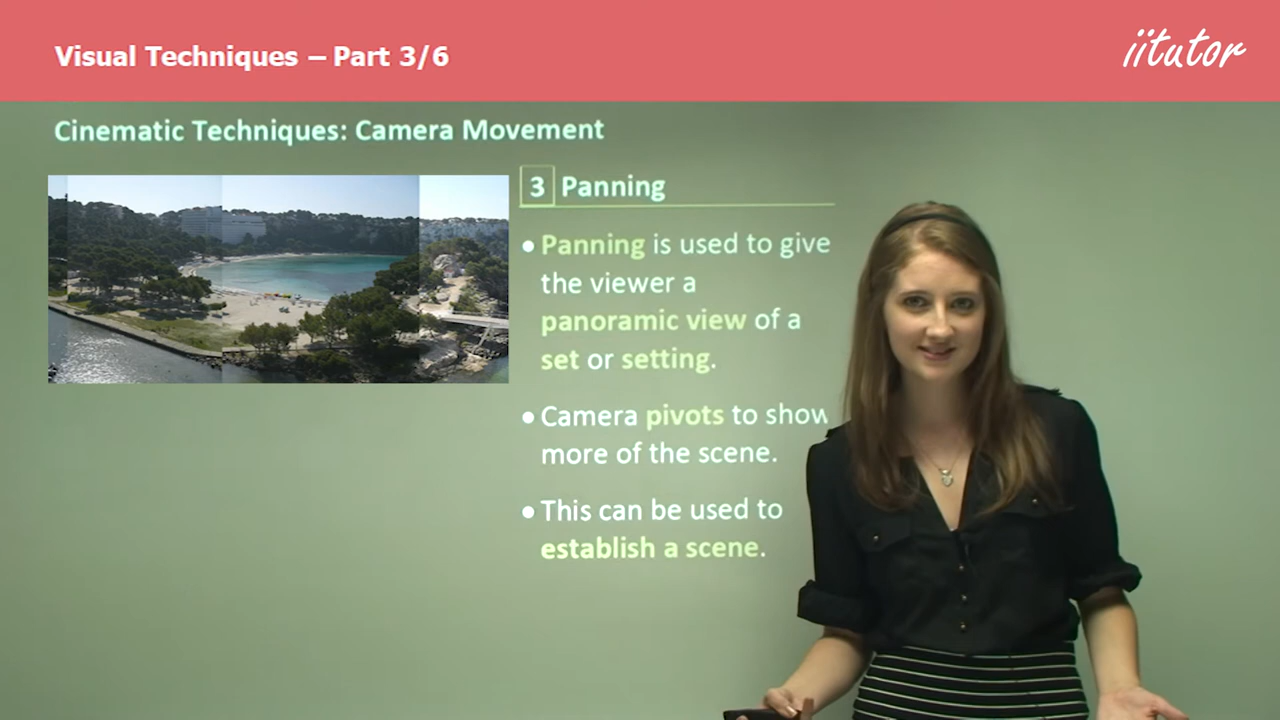 Visual Techniques – Part 3/6
iitutor
Cinematic Techniques: Camera Movement
3 Panning
• Panning is used to give
the viewer a
panoramic view of a
set or setting.
• Camera pivots to show
more of the scene.
• This can be used to
establish a scene.